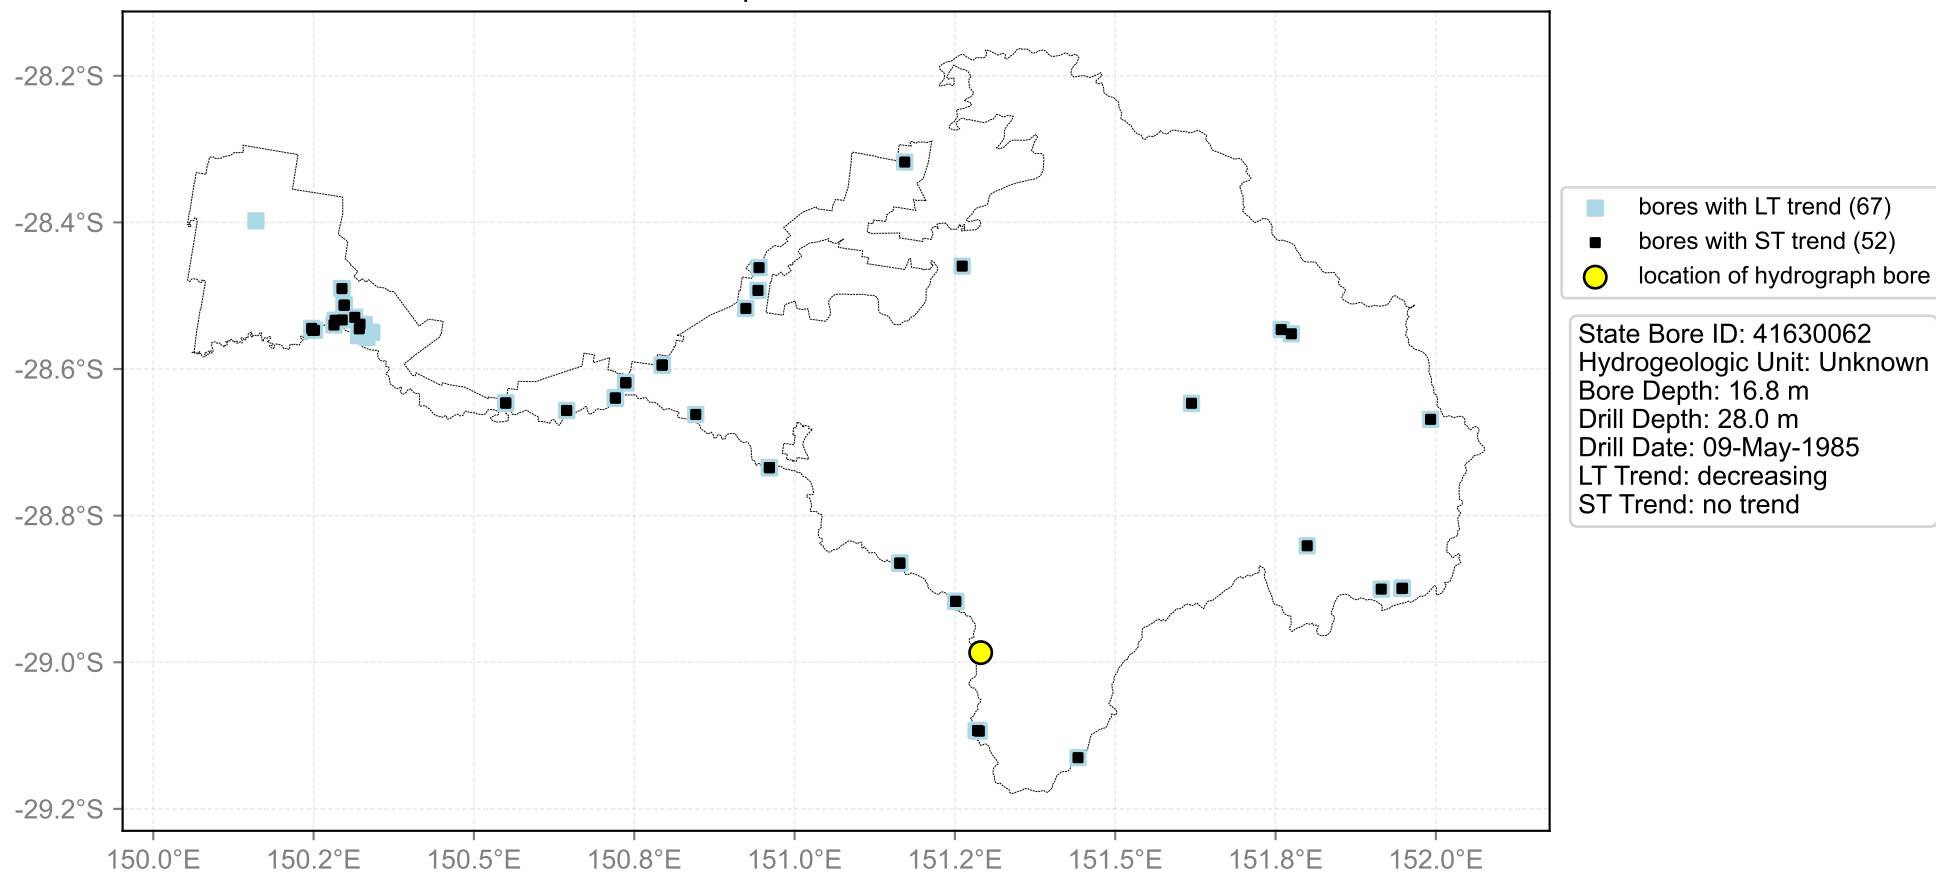 -28.2°S
-28.4°S
-28.6°S
-28.8°S
-29.0°S
-29.2°S
150.0°E 150.2°E 150.5°E 150.8°E 151.0°E 151.2°E 151.5°E 151.8°E 152.0°E
bores with LT trend (67)
bores with ST trend (52)
location of hydrograph bore
State Bore ID: 41630062
Hydrogeologic Unit: Unknown
Bore Depth: 16.8 m
Drill Depth: 28.0 m
Drill Date: 09-May-1985
LT Trend: decreasing
ST Trend: no trend